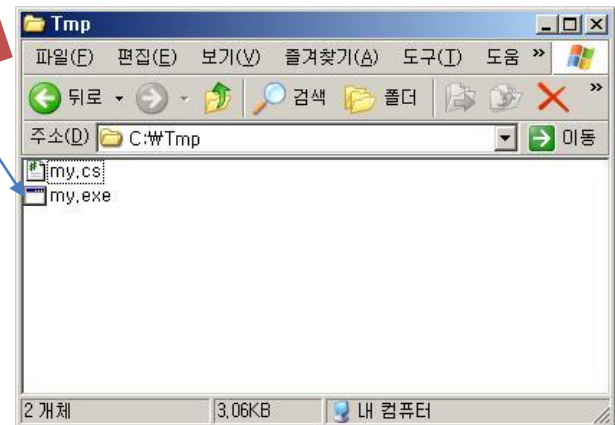 Tmp
파일(F) 편집(E) 보기(V) 즐겨찾기(A) 도구(T) 도움 »
뒤로 검색 폴더 »
주소(D) C:₩Tmp 이동
my.cs
my.exe
2 개체 3,06KB 내 컴퓨터